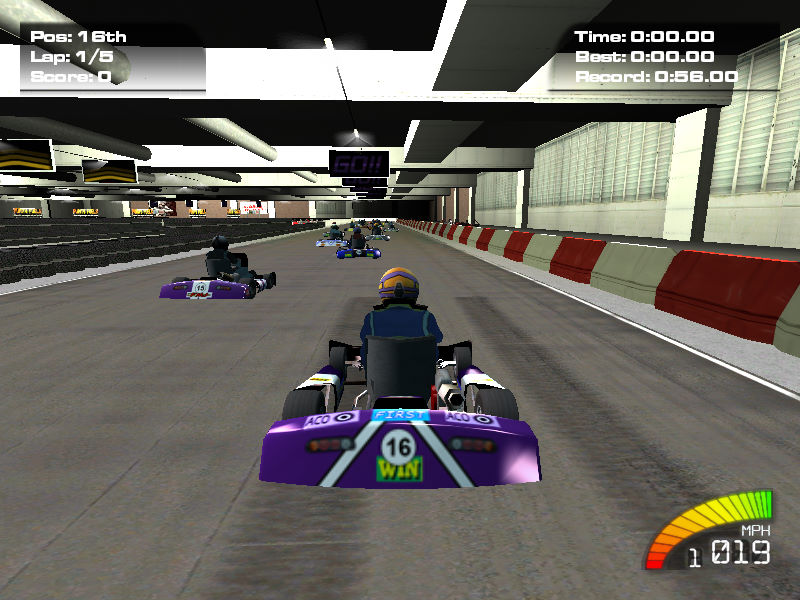 Pos: 16th
Lap: 1/5
Score: 0
Time: 0:00.00
Best: 0:00.00
Record: 0:56.00
GO!!
15
ACO
FIRST
ACO
16
WIN
MPH
1 019